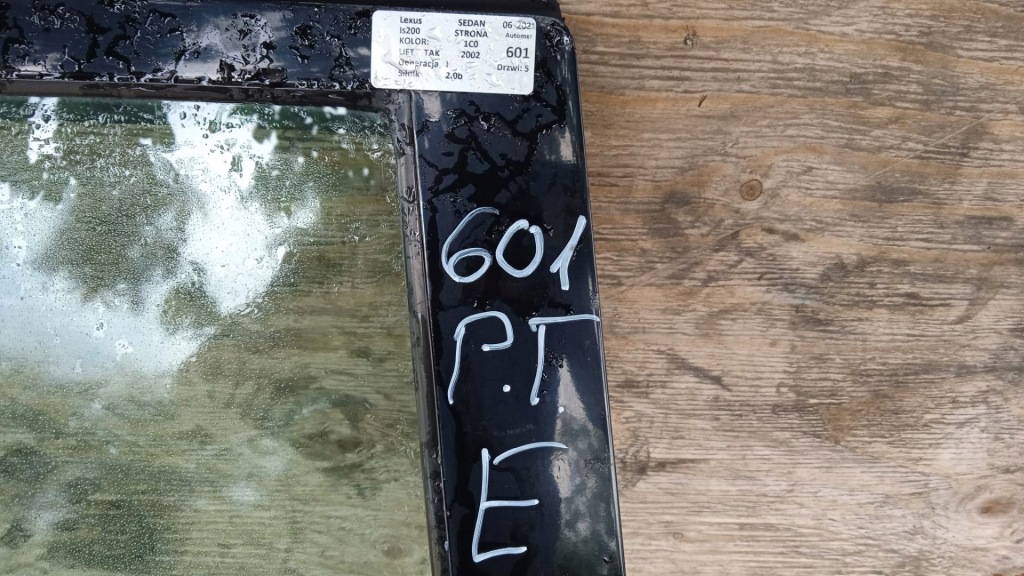 Lexus SEDAN 06 202
Is200 STRONA Automat
KOLOR: 1C0 601
LIFT TAK 2002
Generacja I Drzwi: 5
Silnik 2.0b
601
P.T.
E